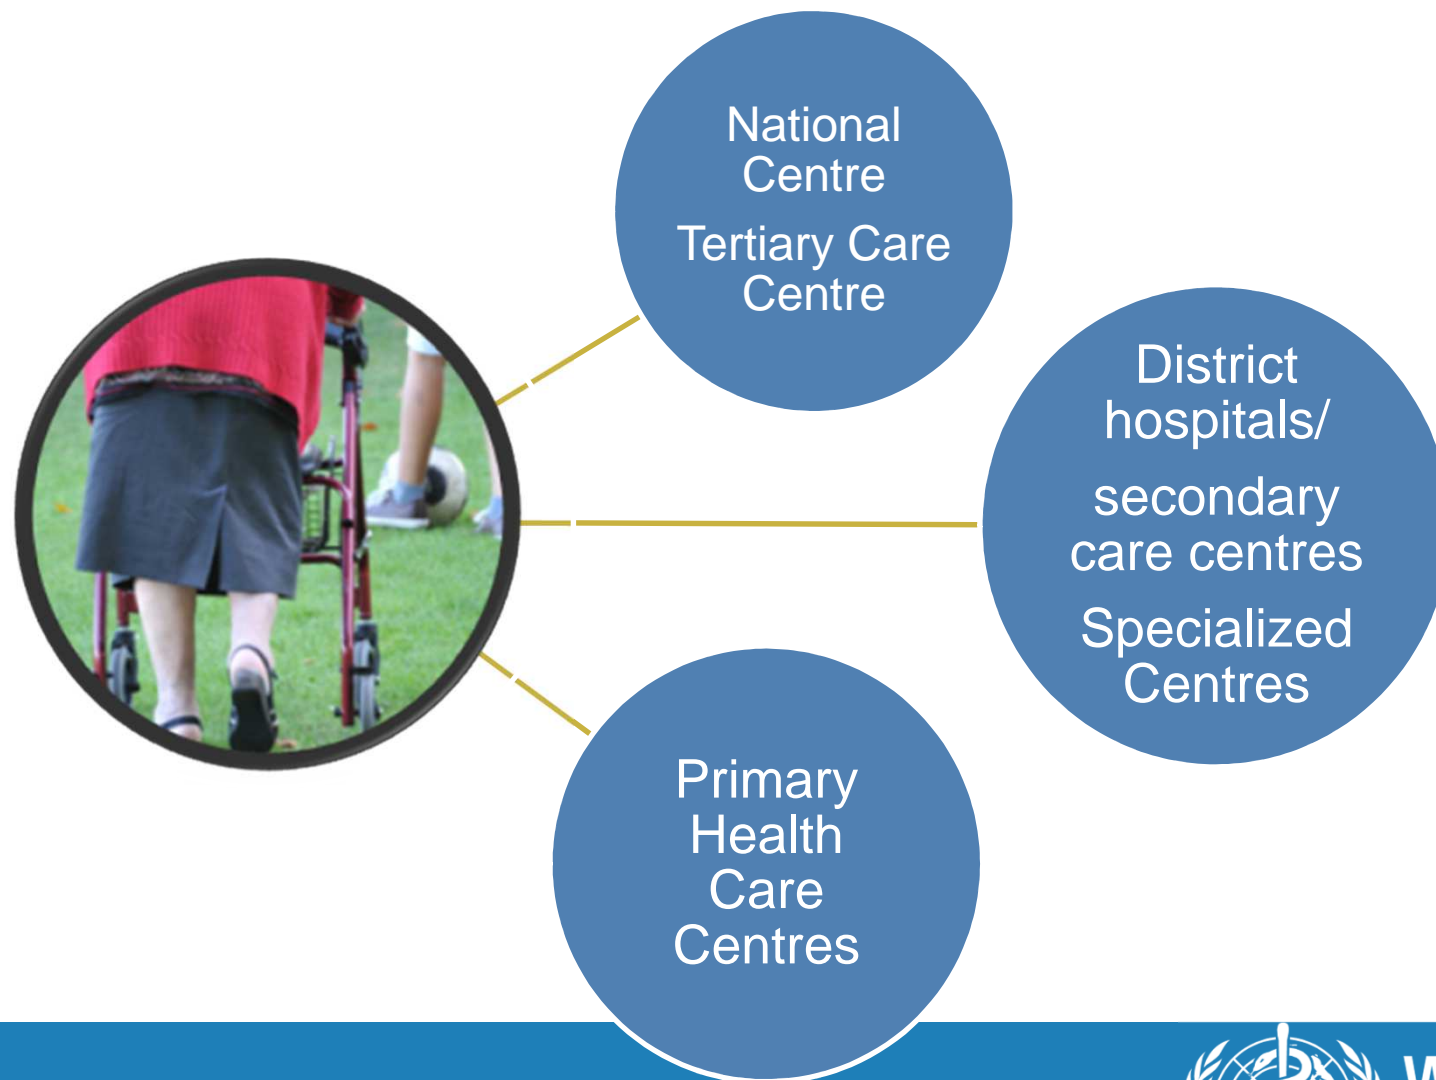 National
Centre
Tertiary Care
Centre
District
hospitals/
secondary
care centres
Specialized
Centres
Primary
Health
Care
Centres